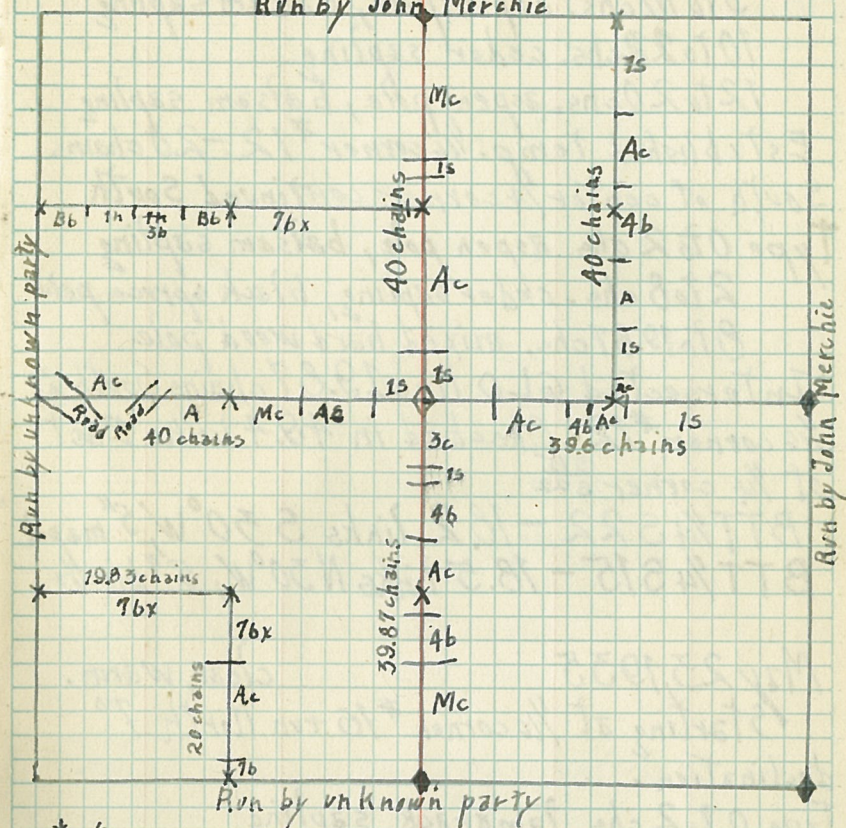 Run by John Merchie
7s
Mc
Ac
1s
40 chains
40 chains
4b
Bb 1h 1h Bb 7bx
3b
Ac
A
1s
1s
1s
Ac
Ac
Road Road A Mc AS
40 chains
Ac 4b Ac 1s
39.6 chains
Run by unknown party
Run by John Merchie
3c
1s
4b
Ac
39.87 chains
4b
Mc
19.83 chains
7bx
7bx
Ac
20 chains
7b
Run by unknown party